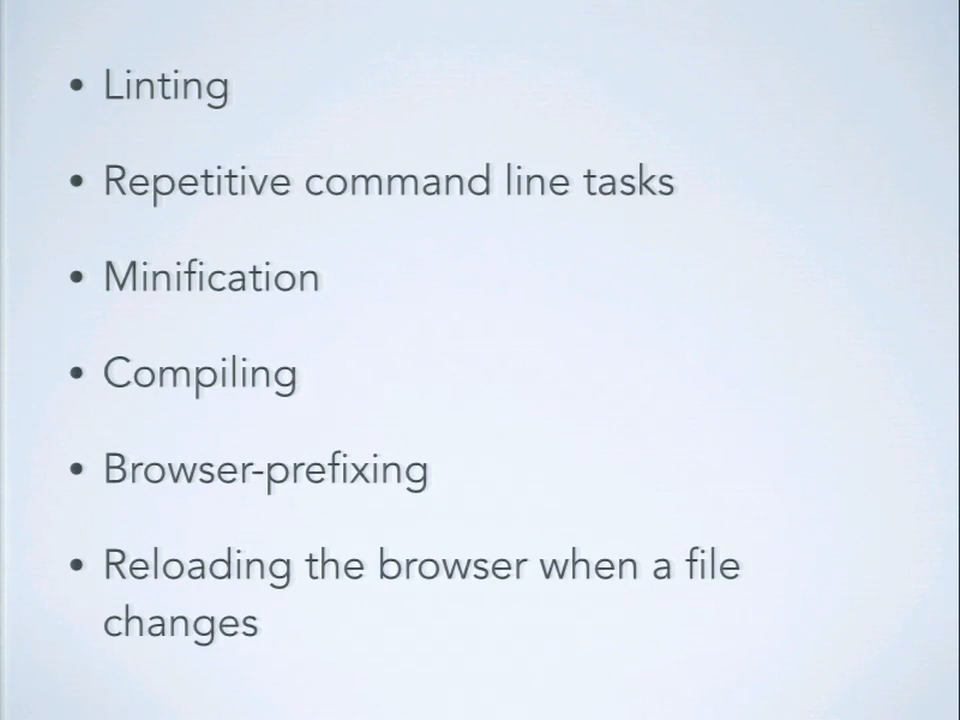 • Linting
• Repetitive command line tasks
• Minification
• Compiling
• Browser-prefixing
• Reloading the browser when a file
changes